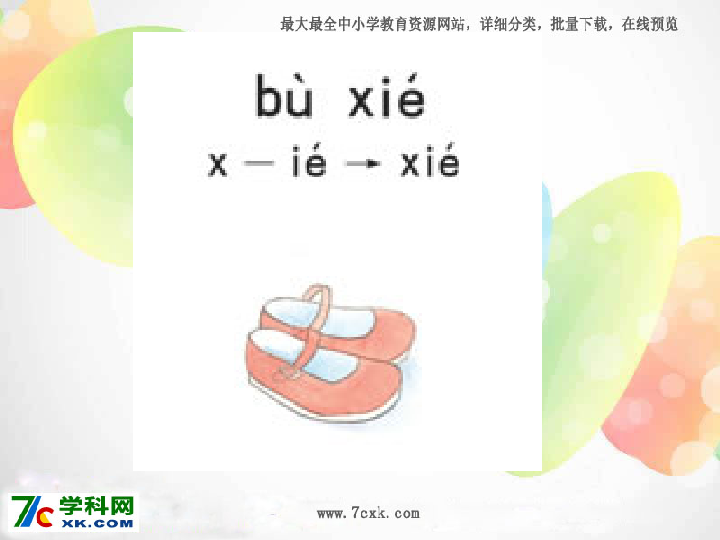 最大最全中小学教育资源网站，详细分类，批量下载，在线预览
bù xié
x — ié → xié
7c 学科网
XK.COM
www.7cxk.com